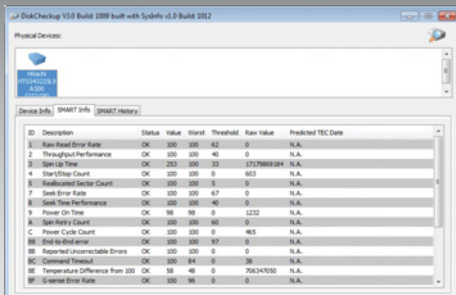 DiskCheckup V3.0 Build: 1009 built with SysInfo v1.0 Build: 1012
Physical Devices:
Hitachi
A300
Device Info SMART Info SMART History
ID Description Status Value Worst Threshold Raw Value Predicted TEC Date
1 Raw Read Error Rate OK 100 100 62 0 N.A.
2 Throughput Performance OK 100 100 40 0 N.A.
3 Spin Up Time OK 253 100 33 17179869184 N.A.
4 Start/Stop Count OK 100 100 0 603 N.A.
5 Reallocated Sector Count OK 100 100 5 0 N.A.
7 Seek Error Rate OK 100 100 67 0 N.A.
8 Seek Time Performance OK 100 100 40 0 N.A.
9 Power On Time OK 98 98 0 1232 N.A.
A Spin Retry Count OK 100 100 60 0 N.A.
C Power Cycle Count OK 100 100 0 465 N.A.
B8 End-to-End error OK 100 100 97 0 N.A.
BB Reported Uncorrectable Errors OK 100 100 0 0 N.A.
BC Command Timeout OK 100 84 0 38 N.A.
BE Temperature Difference from 100 OK 58 48 0 706347050 N.A.
BF G-sense Error Rate OK 100 96 0 0 N.A.